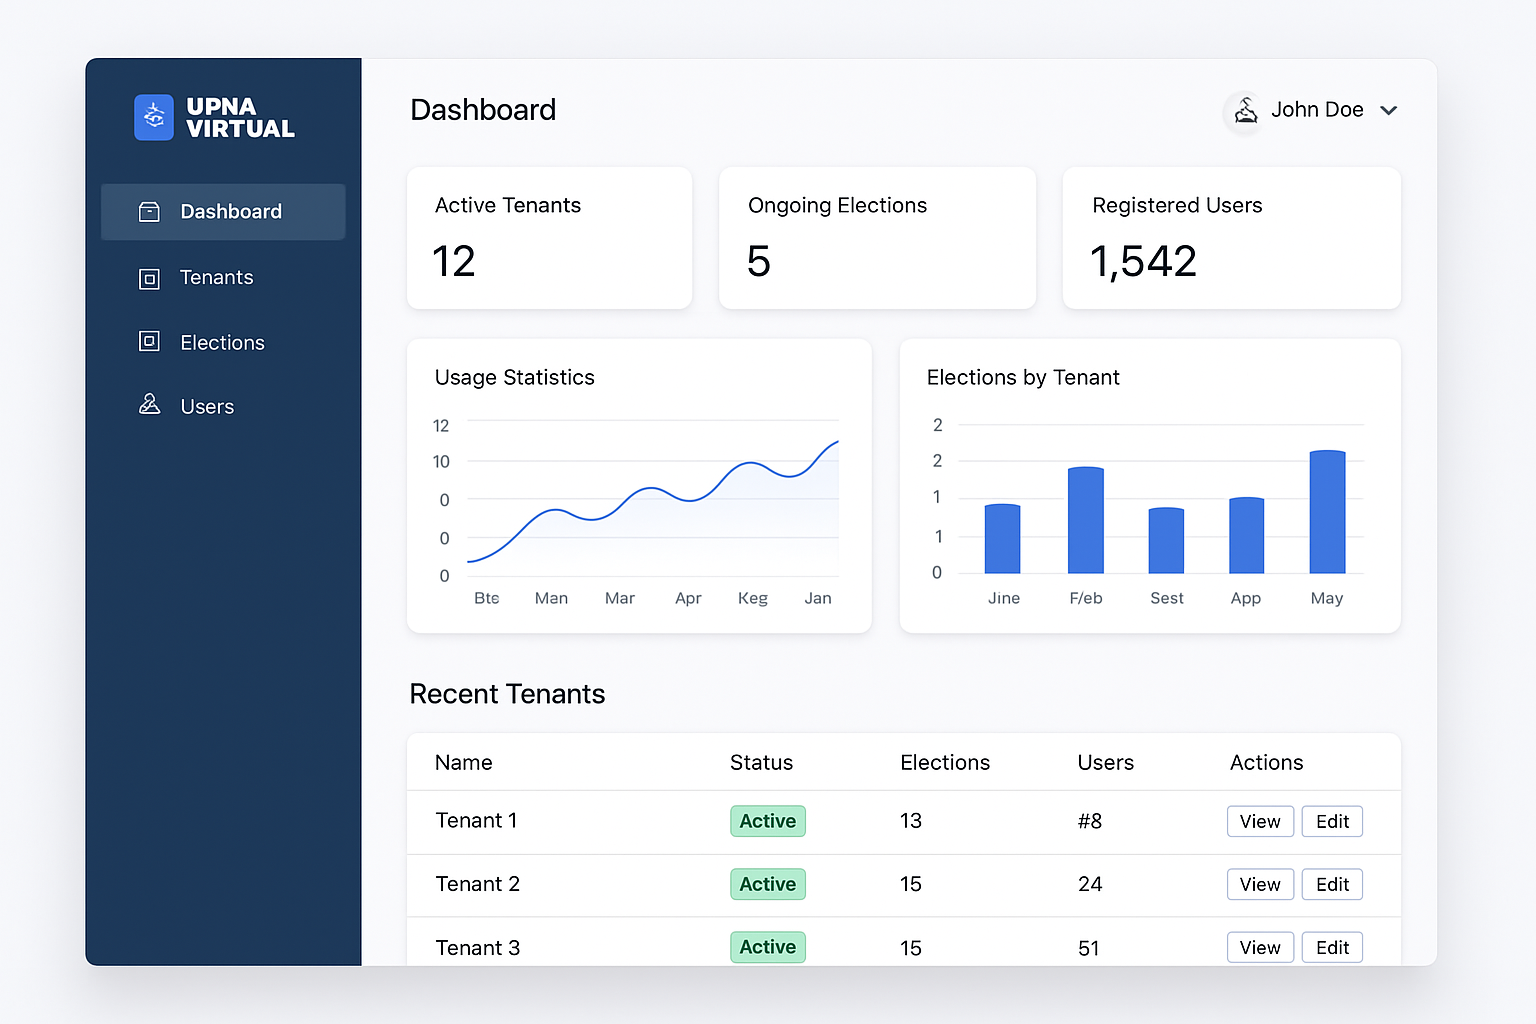 UPNA
VIRTUAL
Dashboard
Tenants
Elections
Users
Dashboard
John Doe
Active Tenants
12
Ongoing Elections
5
Registered Users
1,542
Usage Statistics
12
10
0
0
0
Bte Man Mar Apr Keg Jan
Elections by Tenant
2
2
1
1
0
Jine F/eb Sest App May
Recent Tenants
Name Status Elections Users Actions
Tenant 1 Active 13 #8 View Edit
Tenant 2 Active 15 24 View Edit
Tenant 3 Active 15 51 View Edit